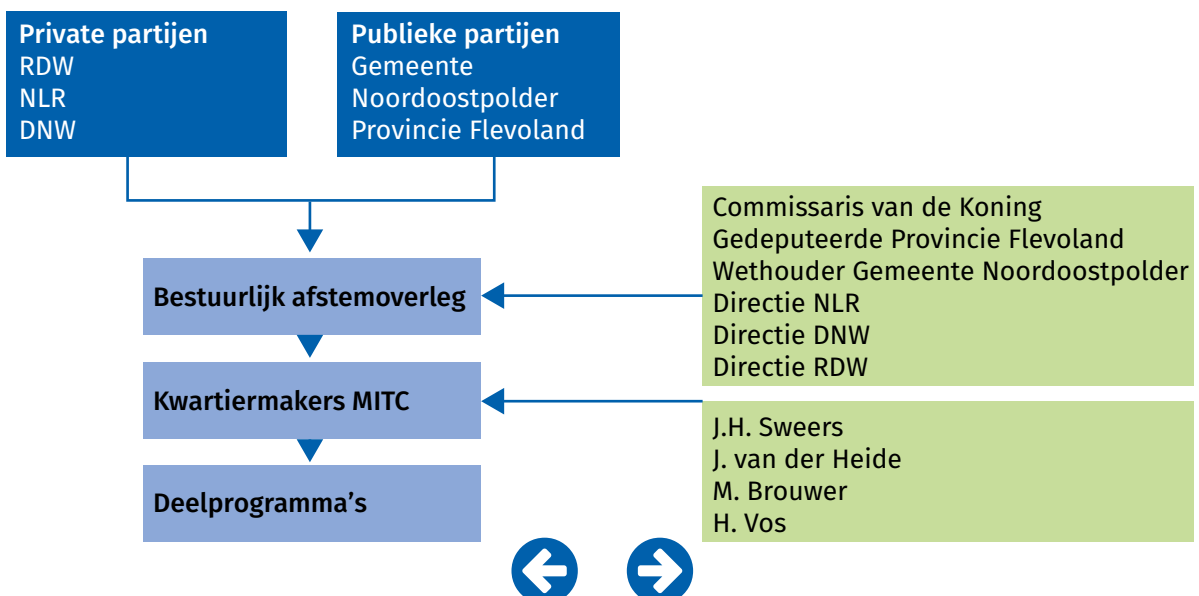 Private partijen
RDW
NLR
DNW
Publieke partijen
Gemeente
Noordoostpolder
Provincie Flevoland
Bestuurlijk afstemoverleg
Commissaris van de Koning
Gedeputeerde Provincie Flevoland
Wethouder Gemeente Noordoostpolder
Directie NLR
Directie DNW
Directie RDW
Kwartiermakers MITC
J.H. Sweers
J. van der Heide
M. Brouwer
H. Vos
Deelprogramma’s